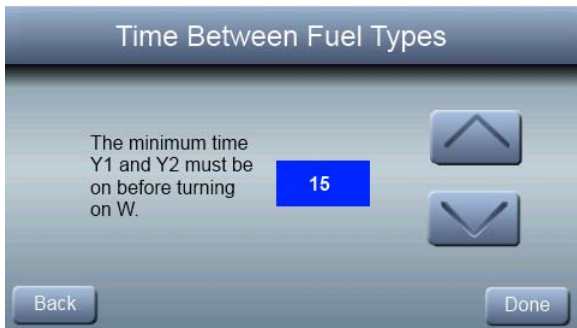 Time Between Fuel Types
The minimum time
Y1 and Y2 must be
on before turning
on W.
15
Back
Done